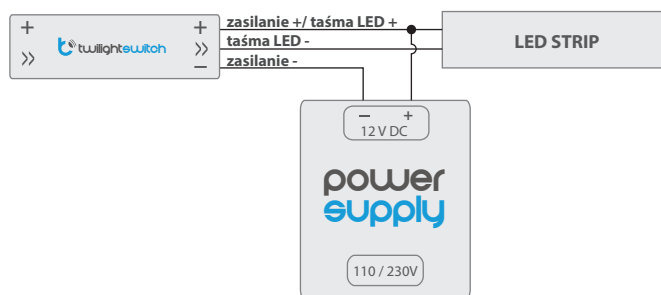 + + zasilanie +/ taśma LED +
twilightswitch
>> >> taśma LED -
− zasilanie -
LED STRIP
− +
12 V DC
power
supply
110 / 230V